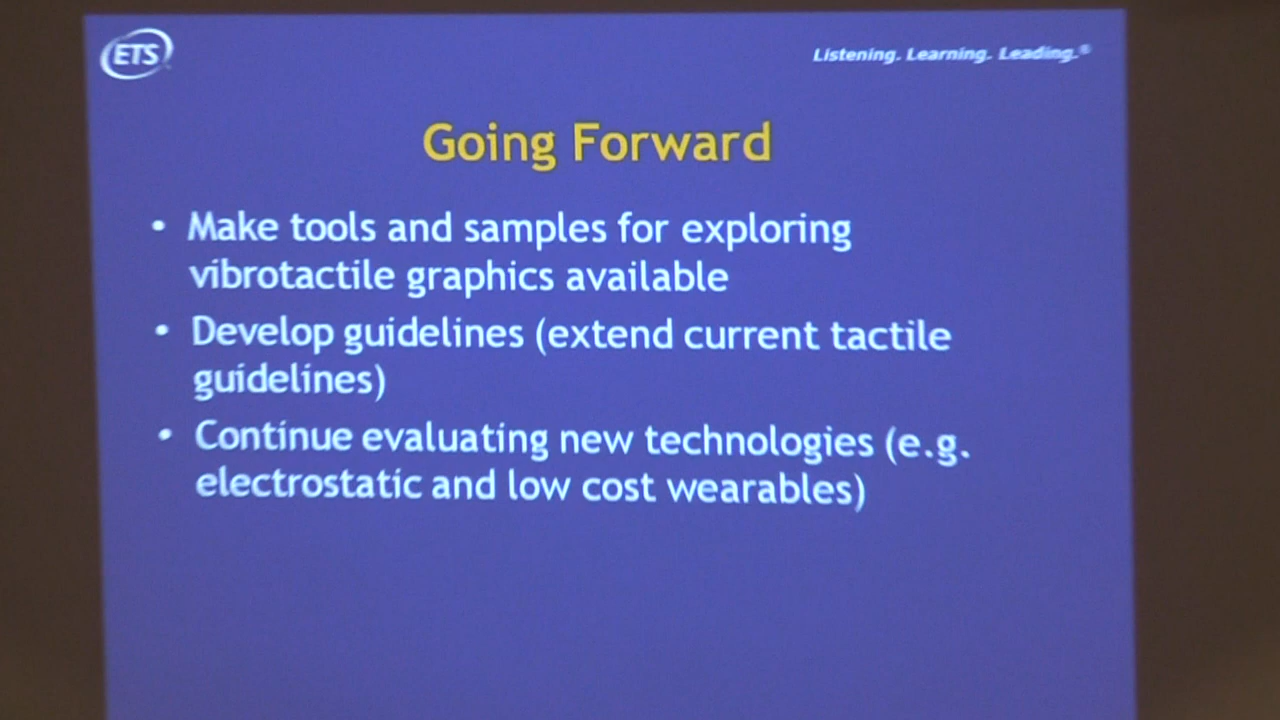 ETS
Listening. Learning. Leading.®
Going Forward
• Make tools and samples for exploring
vibrotactile graphics available
• Develop guidelines (extend current tactile
guidelines)
• Continue evaluating new technologies (e.g.
electrostatic and low cost wearables)